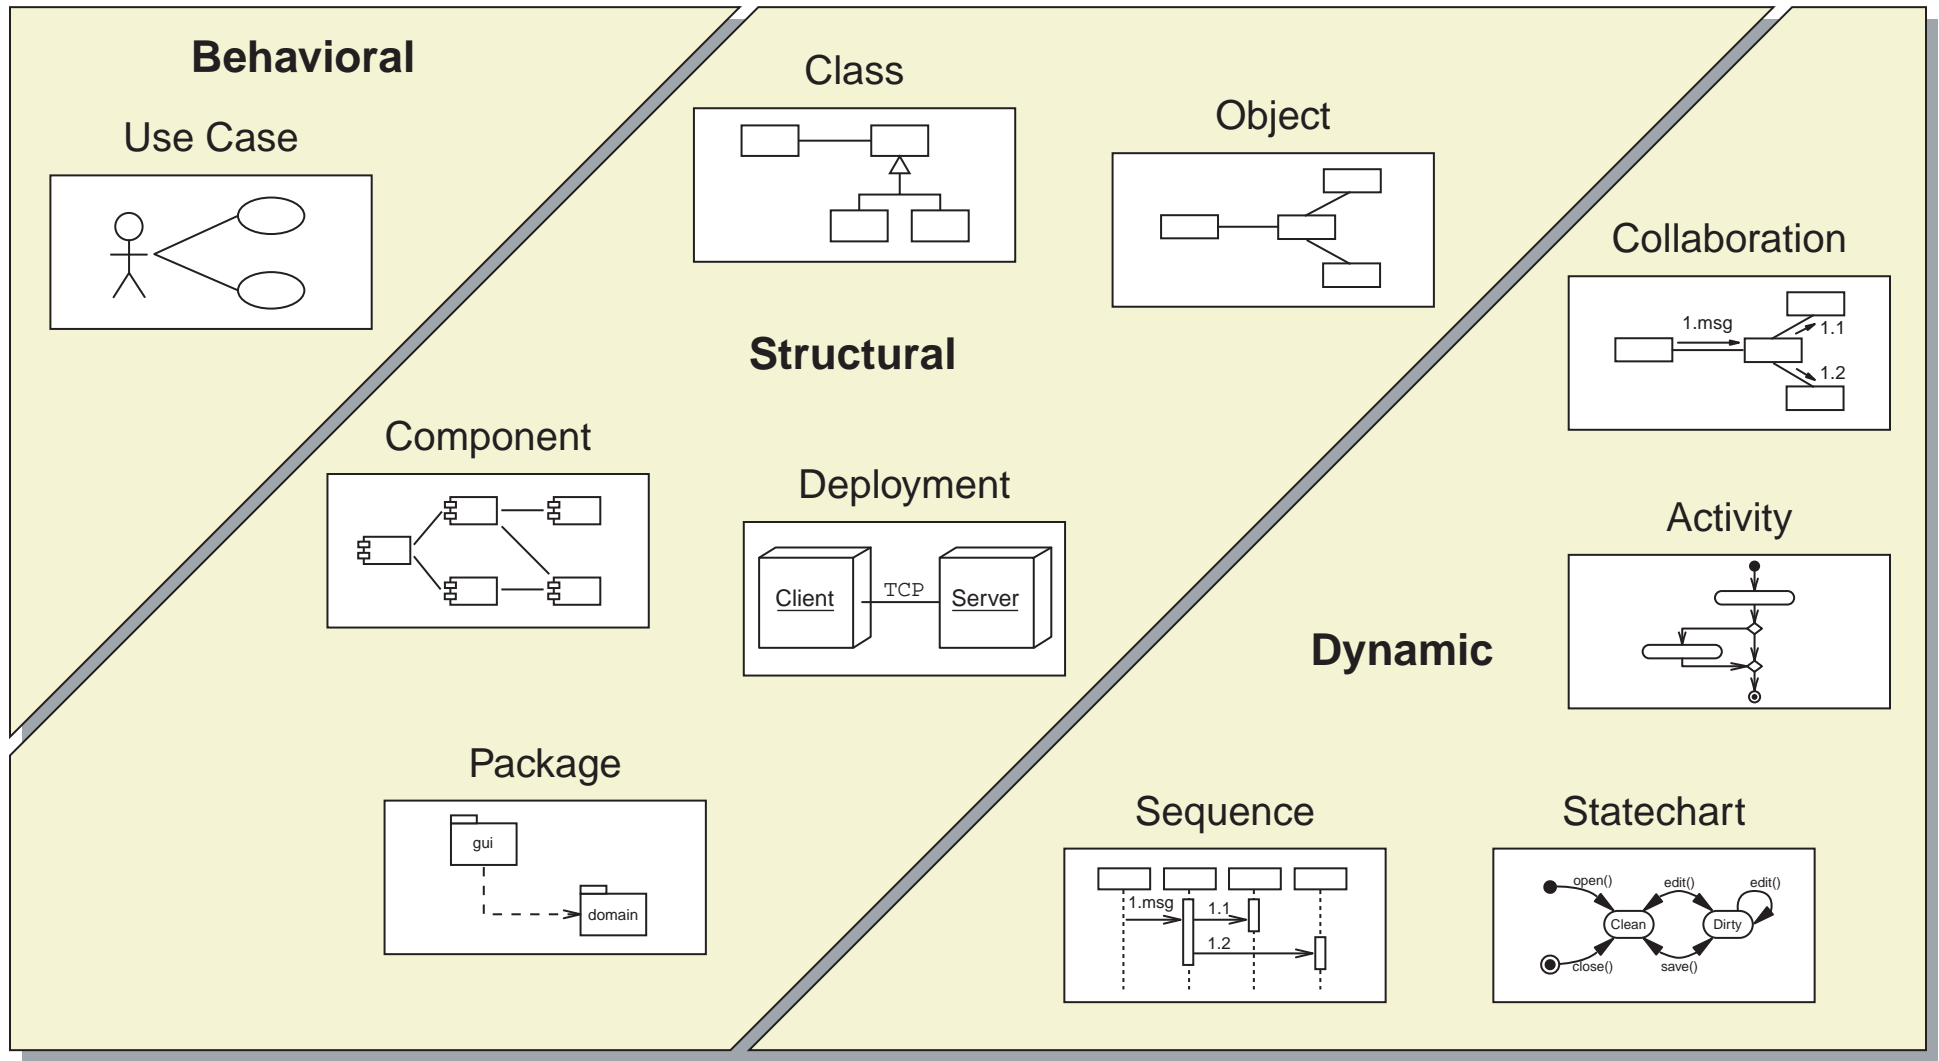 Behavioral
Use Case
Class
Object
Structural
Component
Deployment
Client
TCP
Server
Package
gui
domain
Collaboration
1.msg
1.1
1.2
Activity
Dynamic
Sequence
1.msg
1.1
1.2
Statechart
open()
edit()
edit()
Clean
Dirty
close()
save()